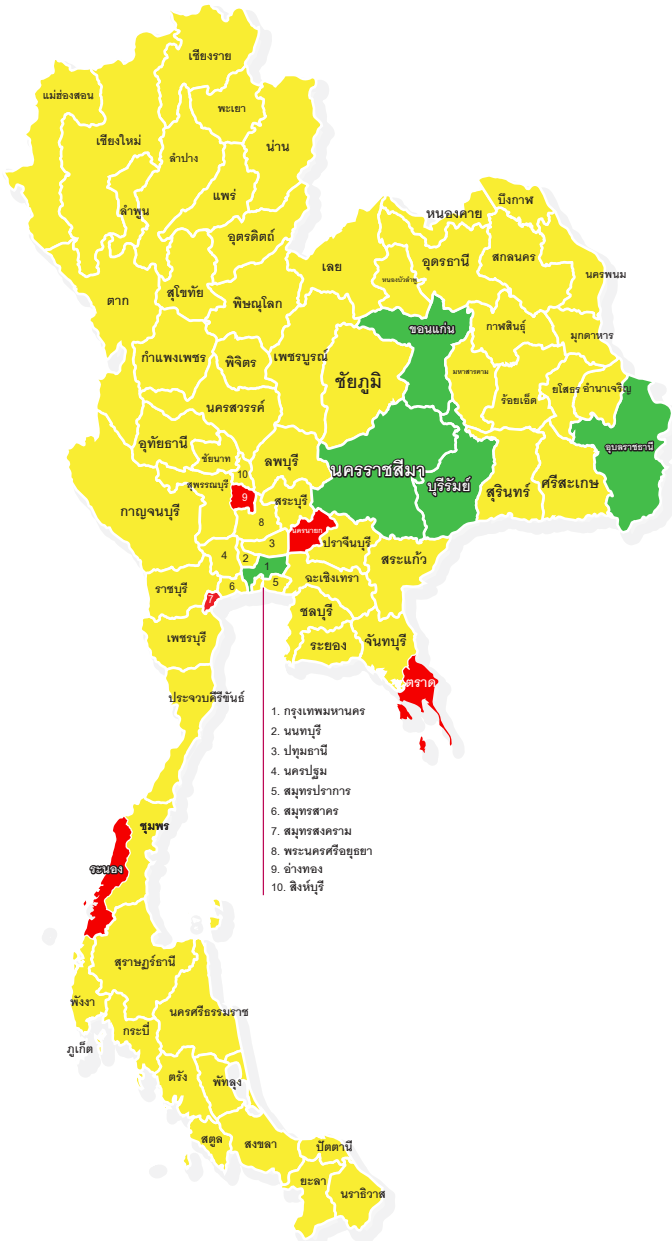 เชียงราย
แม่ฮ่องสอน
พะเยา
เชียงใหม่
น่าน
ลำปาง
แพร่
ลำพูน
อุตรดิตถ์
บึงกาฬ
หนองคาย
เลย
อุดรธานี
สกลนคร
นครพนม
หนองบัวลำภู
ตาก
สุโขทัย
พิษณุโลก
ขอนแก่น
กาฬสินธุ์
มุกดาหาร
กำแพงเพชร
พิจิตร
เพชรบูรณ์
ชัยภูมิ
มหาสารคาม
ร้อยเอ็ด
ยโสธร
อำนาเจริญ
นครสวรรค์
อุทัยธานี
ชัยนาท
ลพบุรี
นครราชสีมา
บุรีรัมย์
สุรินทร์
ศรีสะเกษ
อุบลราชธานี
10
สุพรรณบุรี
9
สระบุรี
กาญจนบุรี
8
นครนายก
ปราจีนบุรี
3
4
2
1
สระแก้ว
ราชบุรี
6
5
ฉะเชิงเทรา
7
ชลบุรี
เพชรบุรี
ระยอง
จันทบุรี
ตราด
ประจวบคีรีขันธ์
1. กรุงเทพมหานคร
2. นนทบุรี
3. ปทุมธานี
4. นครปฐม
5. สมุทรปราการ
6. สมุทรสาคร
7. สมุทรสงคราม
8. พระนครศรีอยุธยา
9. อ่างทอง
10. สิงห์บุรี
ชุมพร
ระนอง
สุราษฎร์ธานี
พังงา
นครศรีธรรมราช
กระบี่
ภูเก็ต
ตรัง
พัทลุง
สตูล
สงขลา
ปัตตานี
ยะลา
นราธิวาส